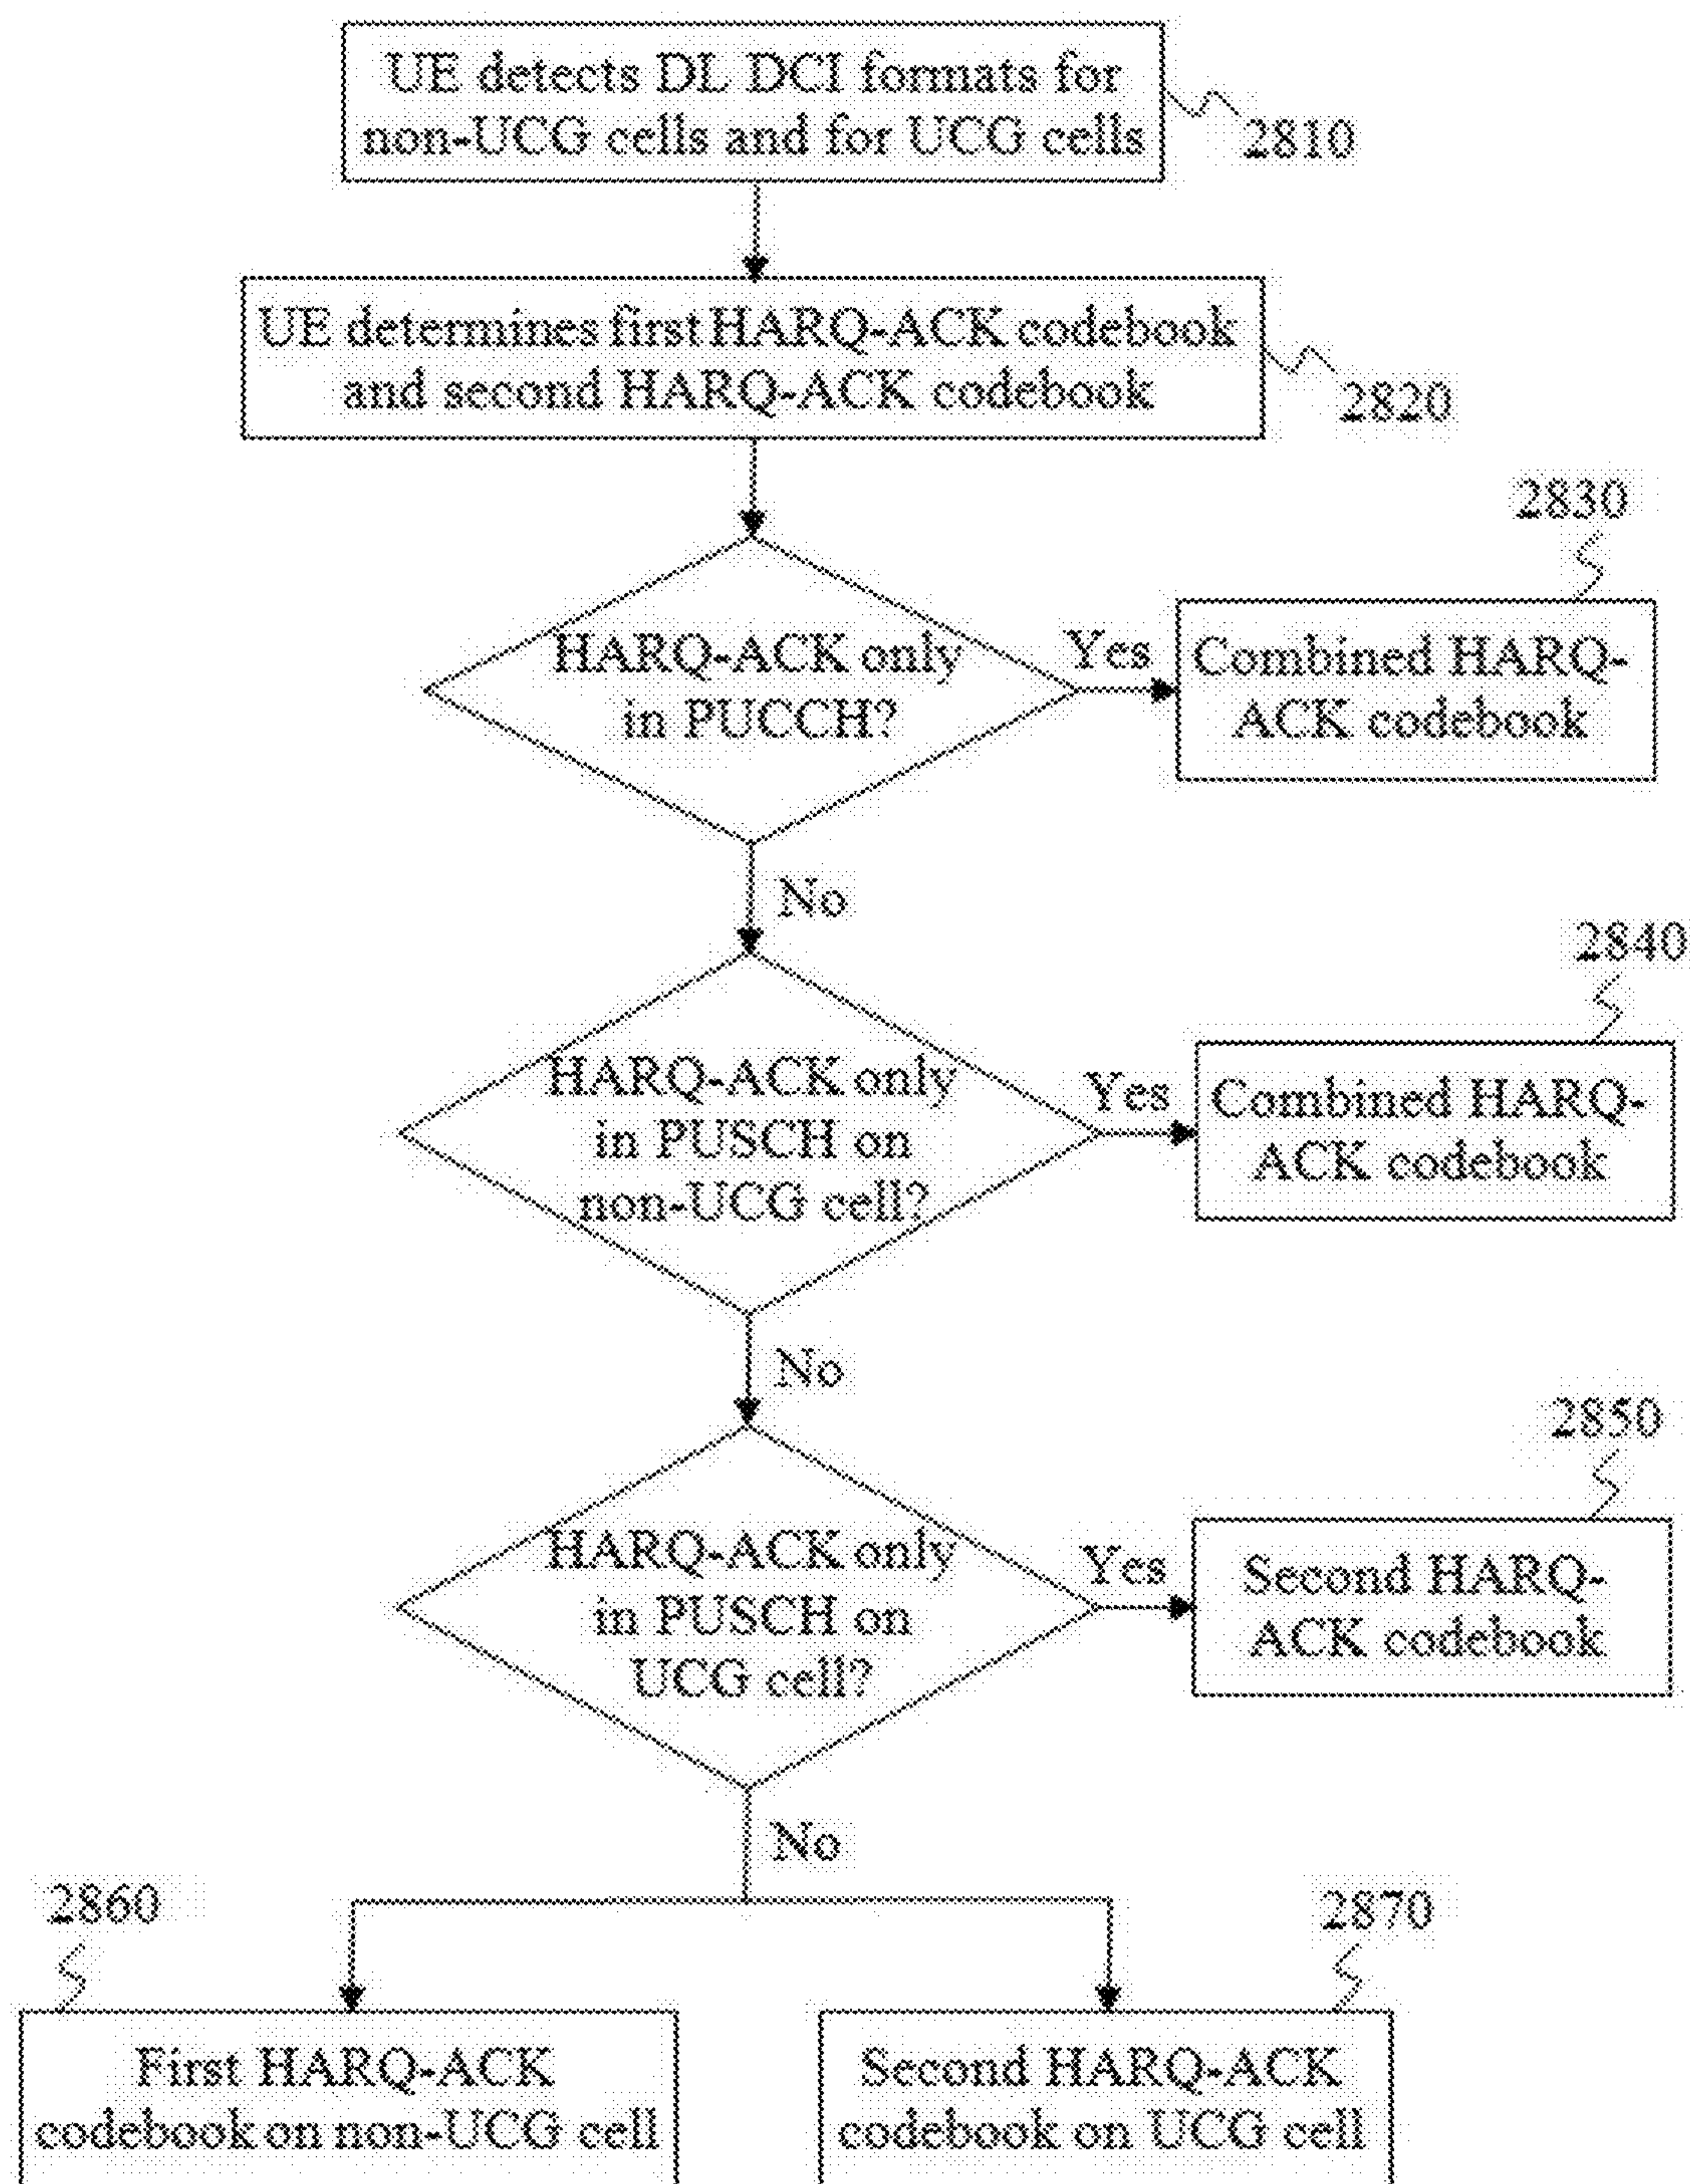 UE detects DL DCI formats for
non-UCG cells and for UCG cells
2810
UE determines first HARQ-ACK codebook
and second HARQ-ACK codebook
2820
HARQ-ACK only
in PUCCH?
Yes
2830
Combined HARQ-
ACK codebook
No
HARQ-ACK only
in PUSCH on
non-UCG cell?
Yes
2840
Combined HARQ-
ACK codebook
No
HARQ-ACK only
in PUSCH on
UCG cell?
Yes
2850
Second HARQ-
ACK codebook
No
2860
First HARQ-ACK
codebook on non-UCG cell
2870
Second HARQ-ACK
codebook on UCG cell